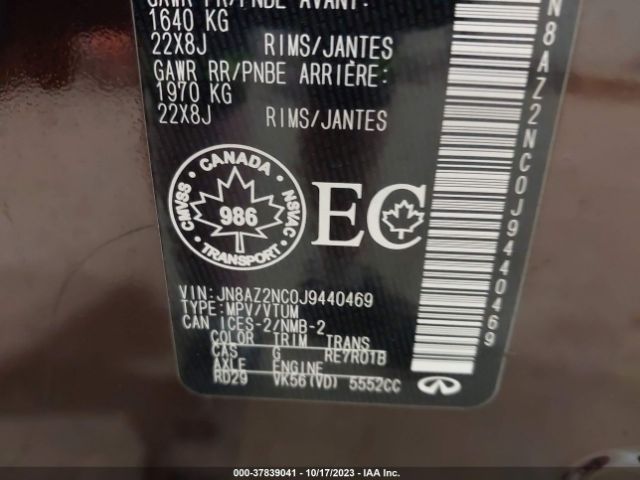 GAWR FR/PNBE AVANT:
1640 KG
22X8J RIMS/JANTES
GAWR RR/PNBE ARRIÈRE:
1970 KG
22X8J RIMS/JANTES
CANADA
CMVSS 986 NSVAC
TRANSPORT
EC
VIN:JN8AZ2NC0J9440469
TYPE:MPV/VTUM
CAN ICES-2/NMB-2
COLOR TRIM TRANS
CAS G RE7R01B
AXLE ENGINE
RD29 VK56(VD) 5552CC
INFINITI
N8AZ2NC0J9440469
000-37839041 | 10/17/2023 | IAA Inc.